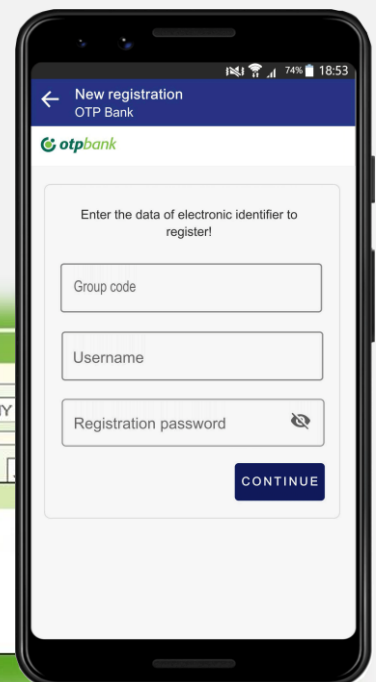 74% 18:53
New registration
OTP Bank
otpbank
Enter the data of electronic identifier to
register!
Group code
Username
Registration password
CONTINUE